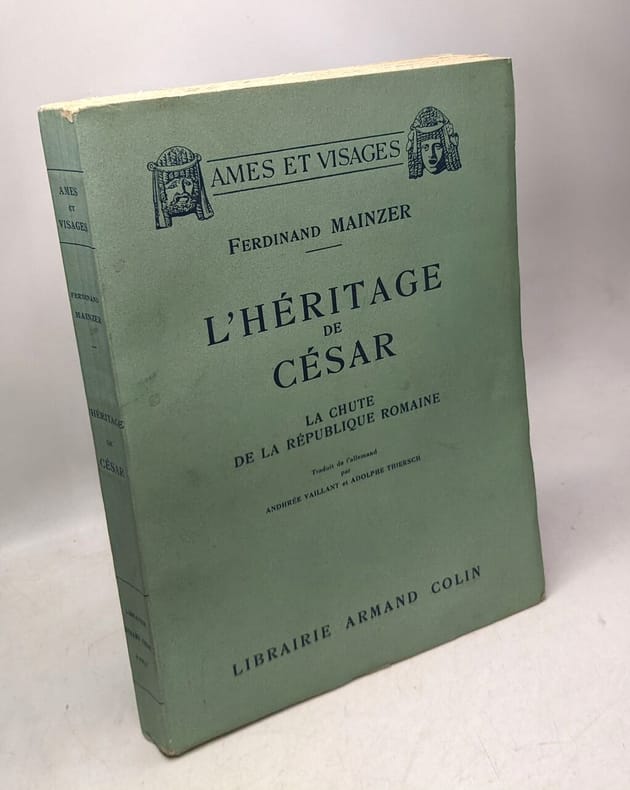 AMES ET VISAGES
FERDINAND MAINZER
L'HÉRITAGE
DE
CÉSAR
LA CHUTE
DE LA RÉPUBLIQUE ROMAINE
Traduit de l'allemand
par
ANDHRÉE VAILLANT et ADOLPHE THIERSCH
LIBRAIRIE ARMAND COLIN
AMES
ET
VISAGES
FERDINAND
MAINZER
L'HÉRITAGE
DE
CÉSAR